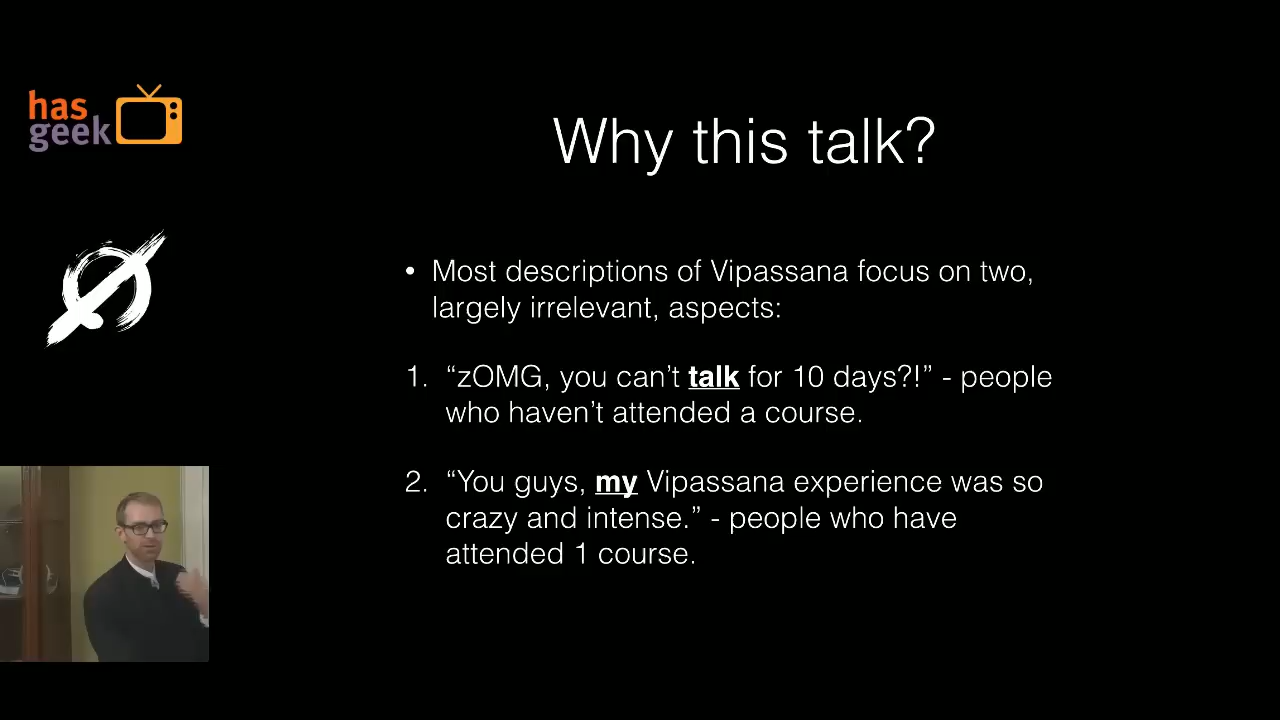 has
geek
Why this talk?
• Most descriptions of Vipassana focus on two,
largely irrelevant, aspects:
1. “zOMG, you can’t talk for 10 days?!” - people
who haven’t attended a course.
2. “You guys, my Vipassana experience was so
crazy and intense.” - people who have
attended 1 course.